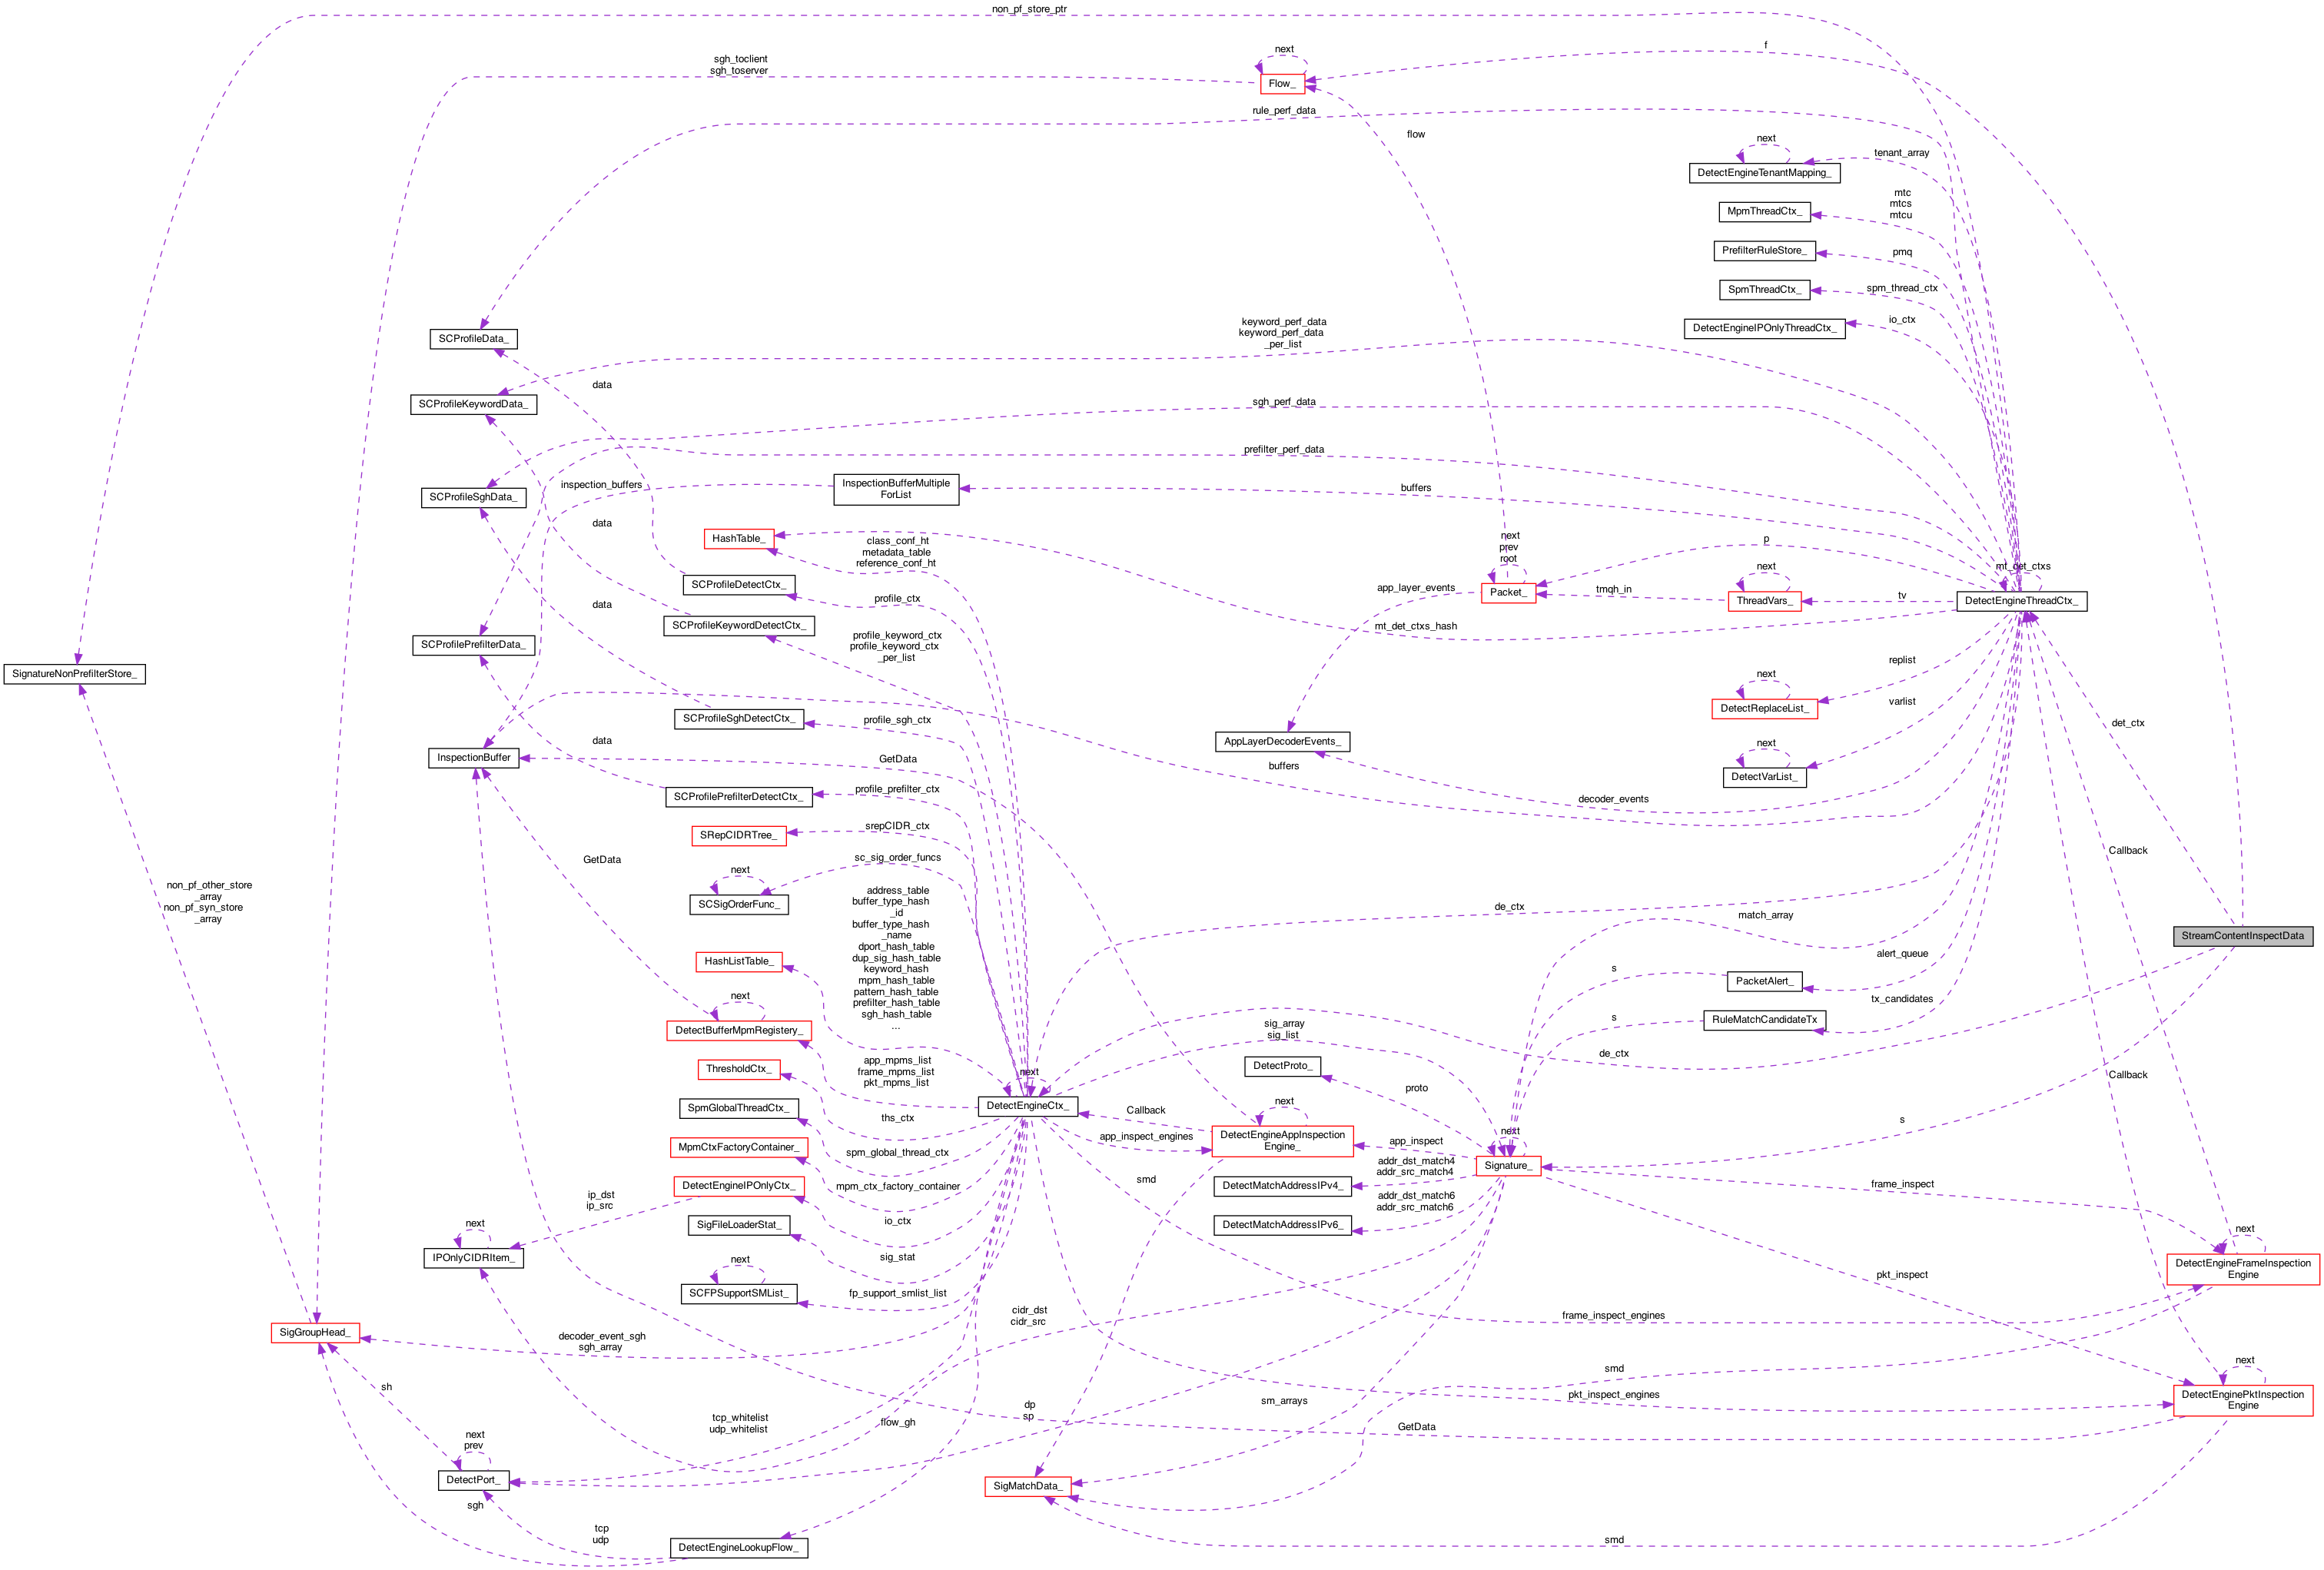 non_pf_store_ptr
next
f
sgh_toclient
sgh_toserver
Flow_
rule_perf_data
flow
next
tenant_array
DetectEngineTenantMapping_
mtc
mtcs
mtcu
MpmThreadCtx_
PrefilterRuleStore_
pmq
SpmThreadCtx_
spm_thread_ctx
DetectEngineIPOnlyThreadCtx_
io_ctx
SCProfileData_
keyword_perf_data
keyword_perf_data
_per_list
data
SCProfileKeywordData_
sgh_perf_data
prefilter_perf_data
SCProfileSghData_
inspection_buffers
InspectionBufferMultiple
ForList
buffers
data
HashTable_
class_conf_ht
metadata_table
reference_conf_ht
next
prev
root
p
next
mt_det_ctxs
SCProfileDetectCtx_
profile_ctx
app_layer_events
Packet_
tmqh_in
ThreadVars_
tv
DetectEngineThreadCtx_
data
SCProfileKeywordDetectCtx_
mt_det_ctxs_hash
SCProfilePrefilterData_
profile_keyword_ctx
profile_keyword_ctx
_per_list
SignatureNonPrefilterStore_
replist
next
DetectReplaceList_
varlist
SCProfileSghDetectCtx_
profile_sgh_ctx
det_ctx
data
AppLayerDecoderEvents_
next
InspectionBuffer
GetData
buffers
DetectVarList_
SCProfilePrefilterDetectCtx_
profile_prefilter_ctx
decoder_events
SRepCIDRTree_
srepCIDR_ctx
Callback
GetData
next
sc_sig_order_funcs
SCSigOrderFunc_
non_pf_other_store
_array
non_pf_syn_store
_array
address_table
buffer_type_hash
_id
buffer_type_hash
_name
dport_hash_table
dup_sig_hash_table
keyword_hash
mpm_hash_table
pattern_hash_table
prefilter_hash_table
sgh_hash_table
...
de_ctx
match_array
StreamContentInspectData
alert_queue
HashListTable_
s
PacketAlert_
tx_candidates
next
DetectBufferMpmRegistery_
sig_array
sig_list
s
RuleMatchCandidateTx
de_ctx
app_mpms_list
frame_mpms_list
pkt_mpms_list
ThresholdCtx_
next
DetectProto_
Callback
proto
SpmGlobalThreadCtx_
ths_ctx
DetectEngineCtx_
Callback
next
s
MpmCtxFactoryContainer_
spm_global_thread_ctx
app_inspect_engines
DetectEngineAppInspection
Engine_
app_inspect
next
Signature_
smd
DetectMatchAddressIPv4_
addr_dst_match4
addr_src_match4
frame_inspect
DetectEngineIPOnlyCtx_
mpm_ctx_factory_container
ip_dst
ip_src
io_ctx
DetectMatchAddressIPv6_
addr_dst_match6
addr_src_match6
SigFileLoaderStat_
next
IPOnlyCIDRItem_
sig_stat
next
DetectEngineFrameInspection
Engine
next
SCFPSupportSMList_
fp_support_smlist_list
pkt_inspect
cidr_dst
cidr_src
frame_inspect_engines
SigGroupHead_
decoder_event_sgh
sgh_array
next
smd
sh
pkt_inspect_engines
DetectEnginePktInspection
Engine
sm_arrays
dp
sp
tcp_whitelist
udp_whitelist
flow_gh
GetData
next
prev
DetectPort_
SigMatchData_
sgh
tcp
udp
DetectEngineLookupFlow_
smd